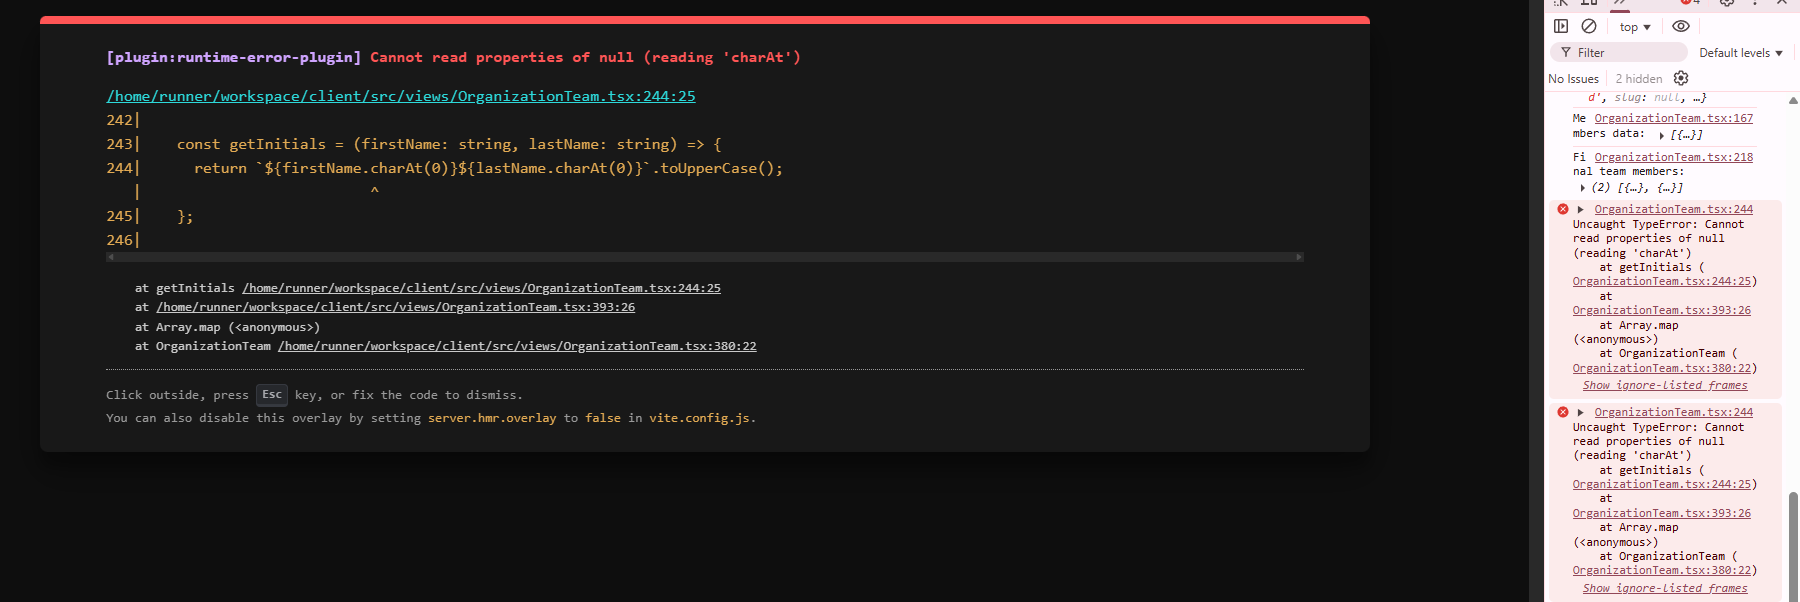 [plugin:runtime-error-plugin] Cannot read properties of null (reading 'charAt')
/home/runner/workspace/client/src/views/OrganizationTeam.tsx:244:25
242|
243|    const getInitials = (firstName: string, lastName: string) => {
244|      return `${firstName.charAt(0)}${lastName.charAt(0)}`.toUpperCase();
   |                           ^
245|    };
246|
at getInitials /home/runner/workspace/client/src/views/OrganizationTeam.tsx:244:25
at /home/runner/workspace/client/src/views/OrganizationTeam.tsx:393:26
at Array.map (<anonymous>)
at OrganizationTeam /home/runner/workspace/client/src/views/OrganizationTeam.tsx:380:22
Click outside, press Esc key, or fix the code to dismiss.
You can also disable this overlay by setting server.hmr.overlay to false in vite.config.js.
4
top
Filter
Default levels
No Issues
2 hidden
d', slug: null, …}
Me OrganizationTeam.tsx:167
mbers data: [{…}]
Fi OrganizationTeam.tsx:218
nal team members:
(2) [{…}, {…}]
OrganizationTeam.tsx:244
Uncaught TypeError: Cannot
read properties of null
(reading 'charAt')
at getInitials (
OrganizationTeam.tsx:244:25)
at
OrganizationTeam.tsx:393:26
at Array.map
(<anonymous>)
at OrganizationTeam (
OrganizationTeam.tsx:380:22)
Show ignore-listed frames
OrganizationTeam.tsx:244
Uncaught TypeError: Cannot
read properties of null
(reading 'charAt')
at getInitials (
OrganizationTeam.tsx:244:25)
at
OrganizationTeam.tsx:393:26
at Array.map
(<anonymous>)
at OrganizationTeam (
OrganizationTeam.tsx:380:22)
Show ignore-listed frames